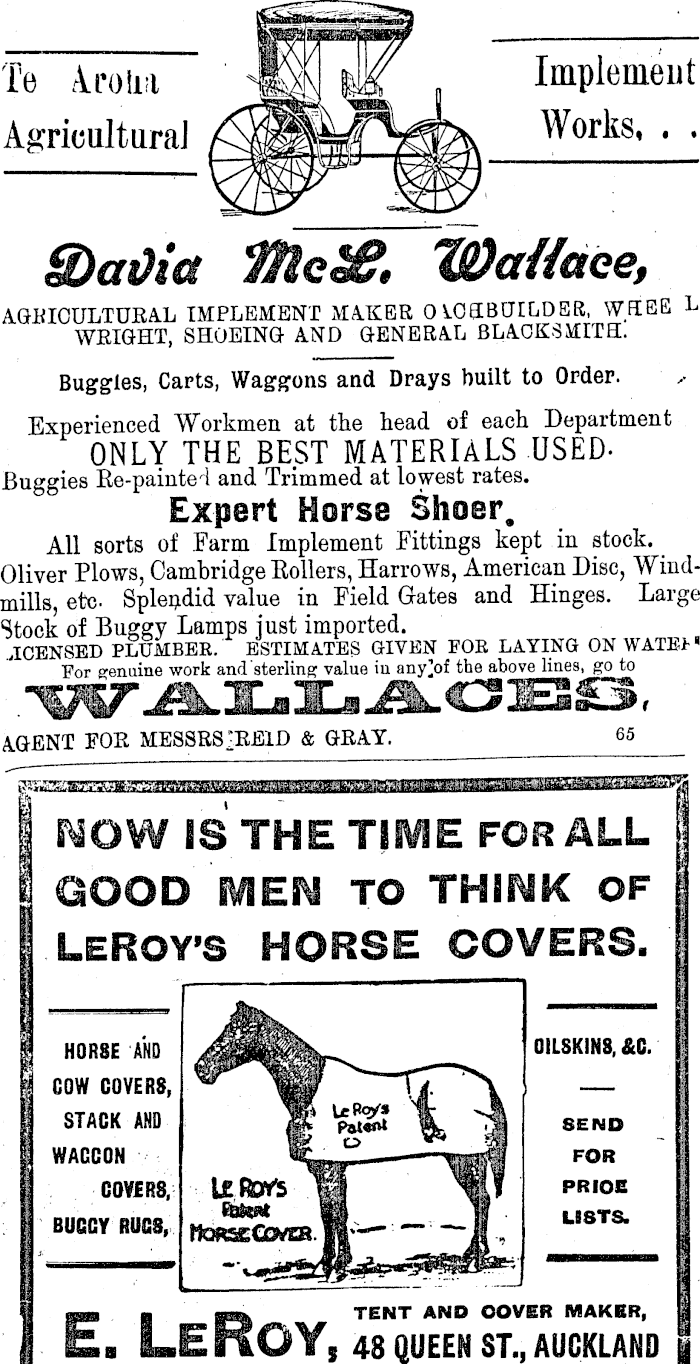 Te Aroha
Agricultural
Implement
Works. . .
David McL. Wallace,
AGRICULTURAL IMPLEMENT MAKER COACHBUILDER, WHEEL
WRIGHT, SHOEING AND GENERAL BLACKSMITH.
Buggies, Carts, Waggons and Drays built to Order.
Experienced Workmen at the head of each Department
ONLY THE BEST MATERIALS USED.
Buggies Re-painted and Trimmed at lowest rates.
Expert Horse Shoer.
All sorts of Farm Implement Fittings kept in stock.
Oliver Plows, Cambridge Rollers, Harrows, American Disc, Wind-
mills, etc. Splendid value in Field Gates and Hinges. Large
Stock of Buggy Lamps just imported.
LICENSED PLUMBER. ESTIMATES GIVEN FOR LAYING ON WATER
For genuine work and sterling value in any of the above lines, go to
WALLACES,
AGENT FOR MESSRS REID & GRAY. 65
NOW IS THE TIME FOR ALL
GOOD MEN TO THINK OF
LEROY'S HORSE COVERS.
HORSE AND
COW COVERS,
STACK AND
WAGGON
COVERS,
BUGGY RUGS,
Le Roy's
Patent
LE ROY'S
Patent
HORSE COVER.
OILSKINS, &C.
SEND
FOR
PRICE
LISTS.
E. LEROY, TENT AND COVER MAKER,
48 QUEEN ST., AUCKLAND